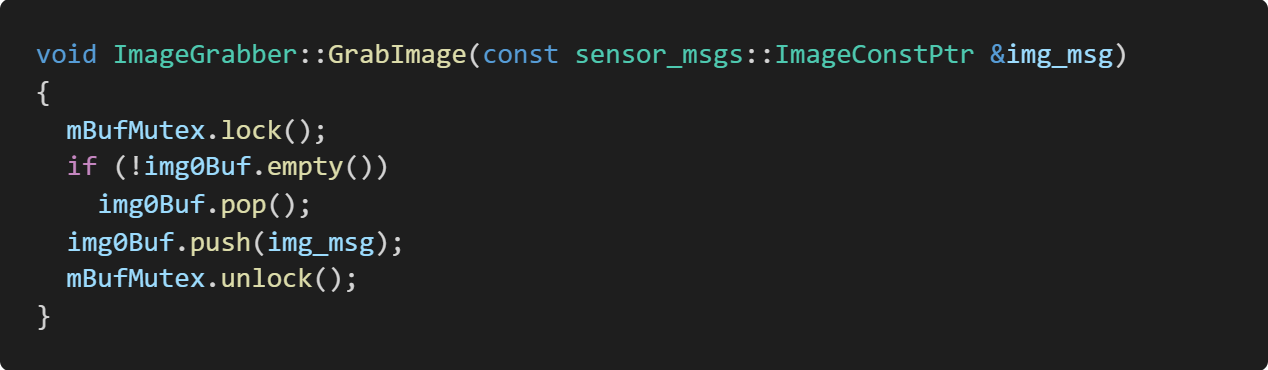 void ImageGrabber::GrabImage(const sensor_msgs::ImageConstPtr &img_msg)
{
  mBufMutex.lock();
  if (!img0Buf.empty())
    img0Buf.pop();
  img0Buf.push(img_msg);
  mBufMutex.unlock();
}